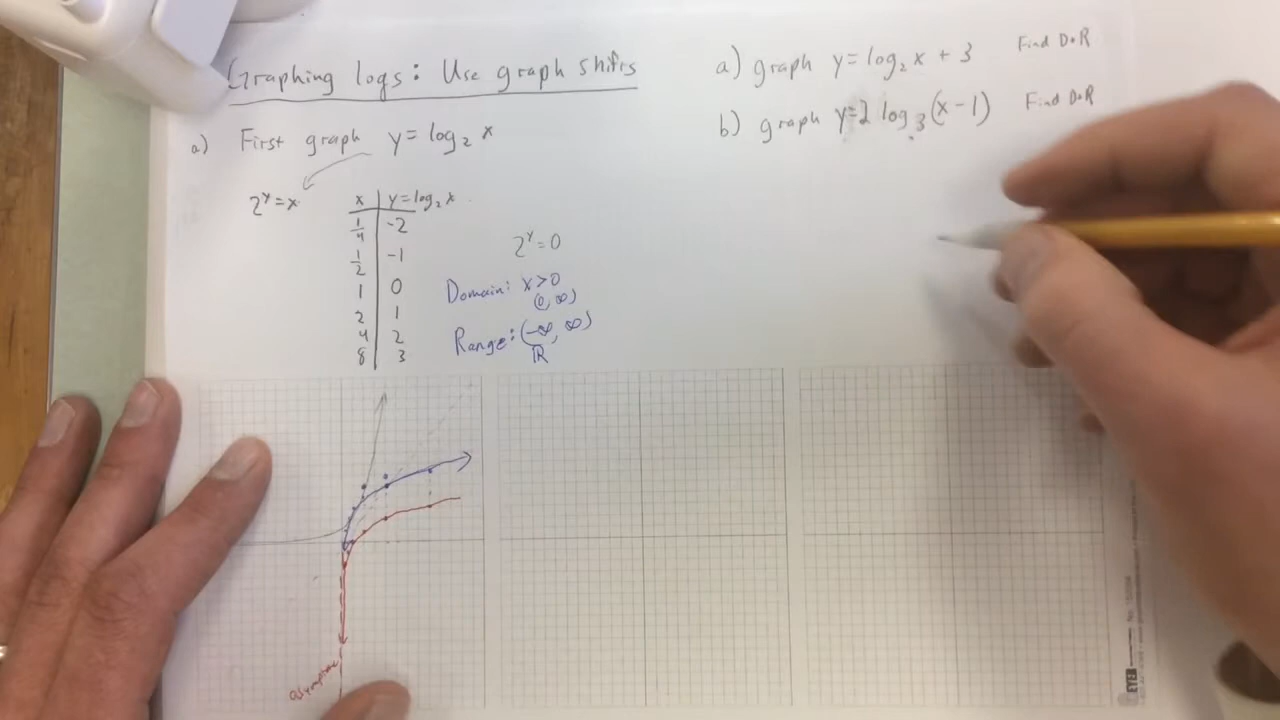 Graphing logs: Use graph shifts
a) First graph y = log₂ x
2^y = x
x | y = log₂ x
1/4 | -2
1/2 | -1
1 | 0
2 | 1
4 | 2
8 | 3
2^y = 0
Domain: x > 0
(0, ∞)
Range: (-∞, ∞)
ℝ
a) graph y = log₂ x + 3 Find D+R
b) graph y = 2 log₃ (x - 1) Find D+R
asymptote
EYE